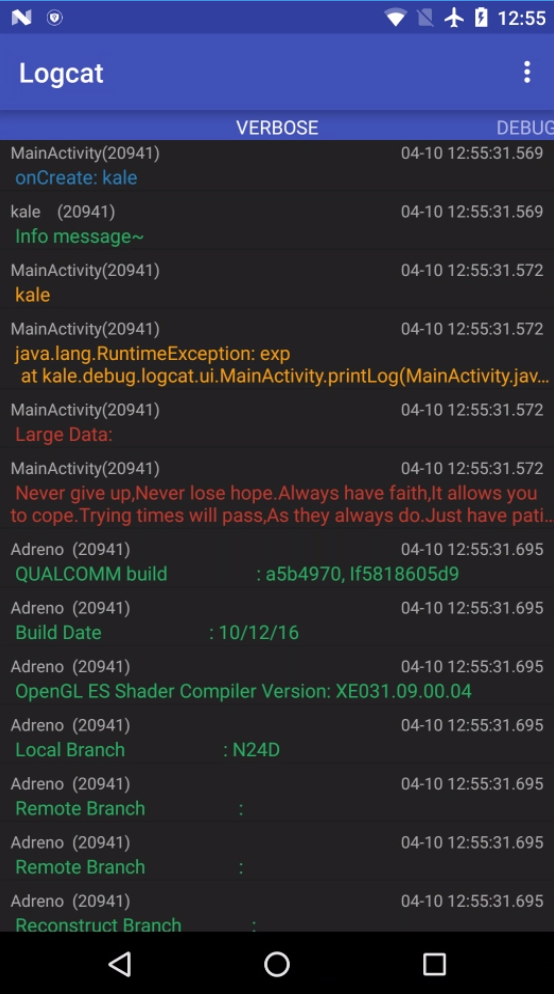 12:55
Logcat
VERBOSE DEBUG
MainActivity(20941) 04-10 12:55:31.569
onCreate: kale
kale (20941) 04-10 12:55:31.569
Info message~
MainActivity(20941) 04-10 12:55:31.572
kale
MainActivity(20941) 04-10 12:55:31.572
java.lang.RuntimeException: exp
at kale.debug.logcat.ui.MainActivity.printLog(MainActivity.jav...
MainActivity(20941) 04-10 12:55:31.572
Large Data:
MainActivity(20941) 04-10 12:55:31.572
Never give up,Never lose hope.Always have faith,It allows you
to cope.Trying times will pass,As they always do.Just have pati...
Adreno (20941) 04-10 12:55:31.695
QUALCOMM build : a5b4970, If5818605d9
Adreno (20941) 04-10 12:55:31.695
Build Date : 10/12/16
Adreno (20941) 04-10 12:55:31.695
OpenGL ES Shader Compiler Version: XE031.09.00.04
Adreno (20941) 04-10 12:55:31.695
Local Branch : N24D
Adreno (20941) 04-10 12:55:31.695
Remote Branch :
Adreno (20941) 04-10 12:55:31.695
Remote Branch :
Adreno (20941) 04-10 12:55:31.695
Reconstruct Branch :